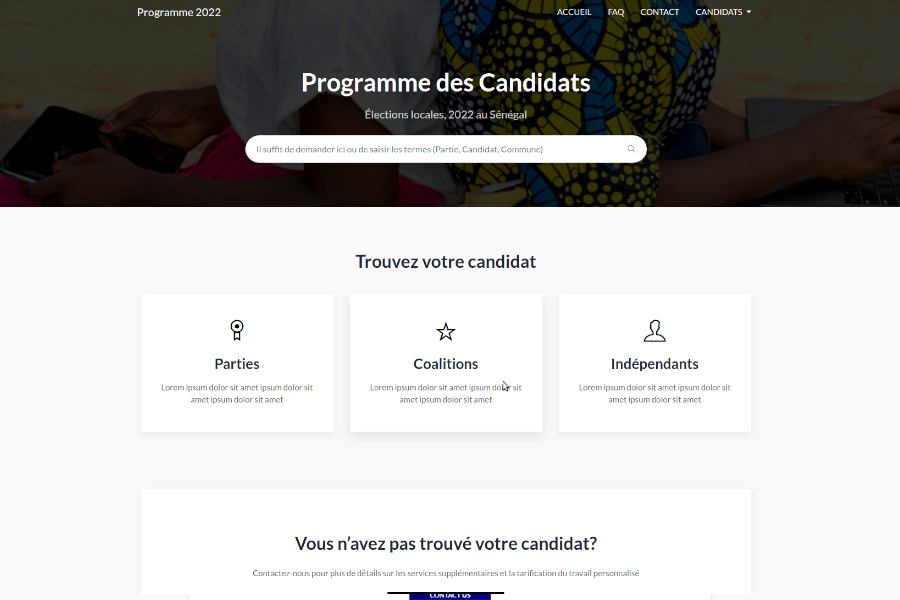 Programme 2022
ACCUEIL FAQ CONTACT CANDIDATS
Programme des Candidats
Élections locales, 2022 au Sénégal
Il suffit de demander ici ou de saisir les termes (Partie, Candidat, Commune)
Trouvez votre candidat
Parties
Lorem ipsum dolor sit amet ipsum dolor sit
amet ipsum dolor sit amet
Coalitions
Lorem ipsum dolor sit amet ipsum dolor sit
amet ipsum dolor sit amet
Indépendants
Lorem ipsum dolor sit amet ipsum dolor sit
amet ipsum dolor sit amet
Vous n’avez pas trouvé votre candidat?
Contactez-nous pour plus de détails sur les services supplémentaires et la tarification du travail personnalisé
CONTACT US